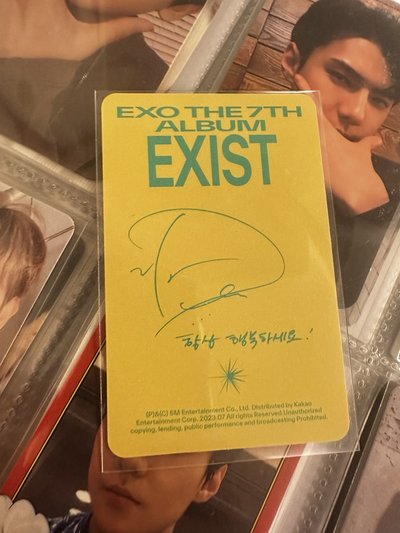 EXO THE 7TH
ALBUM
EXIST
항상 행복하세요!
(P)&(C) SM Entertainment Co., Ltd. Distributed by Kakao
Entertainment Corp. 2023.07 All rights Reserved. Unauthorized
copying, lending, public performance and broadcasting Prohibited.